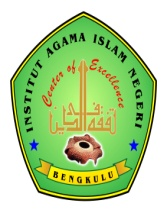 INSTITUT AGAMA ISLAM NEGERI
Center of Excellence
BENGKULU